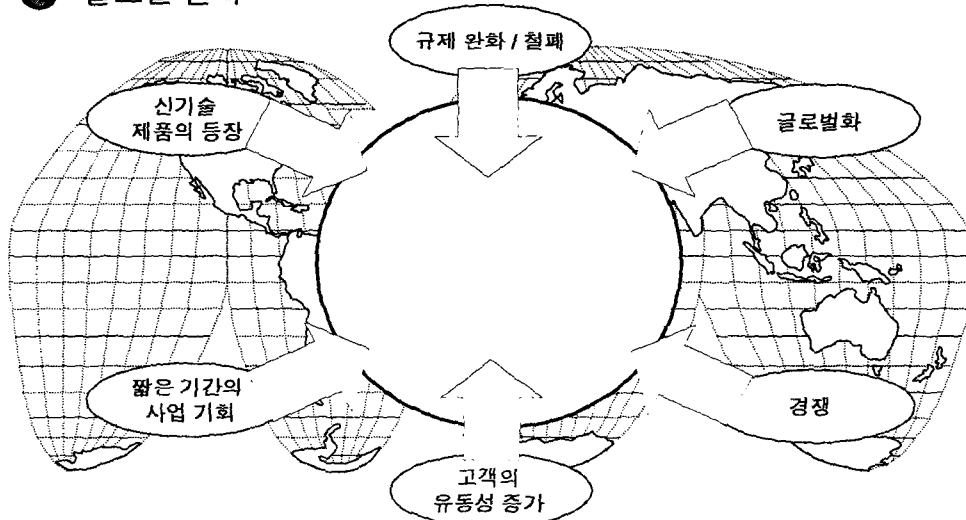 규제 완화 / 철폐
신기술
제품의 등장
글로벌화
짧은 기간의
사업 기회
경쟁
고객의
유동성 증가